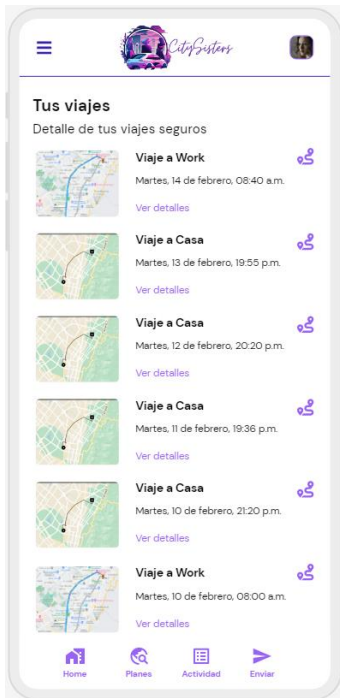 CitySisters
Tus viajes
Detalle de tus viajes seguros
Viaje a Work
Martes, 14 de febrero, 08:40 a.m.
Ver detalles
Viaje a Casa
Martes, 13 de febrero, 19:55 p.m.
Ver detalles
Viaje a Casa
Martes, 12 de febrero, 20:20 p.m.
Ver detalles
Viaje a Casa
Martes, 11 de febrero, 19:36 p.m.
Ver detalles
Viaje a Casa
Martes, 10 de febrero, 21:20 p.m.
Ver detalles
Viaje a Work
Martes, 10 de febrero, 08:00 a.m.
Ver detalles
Home Planes Actividad Enviar